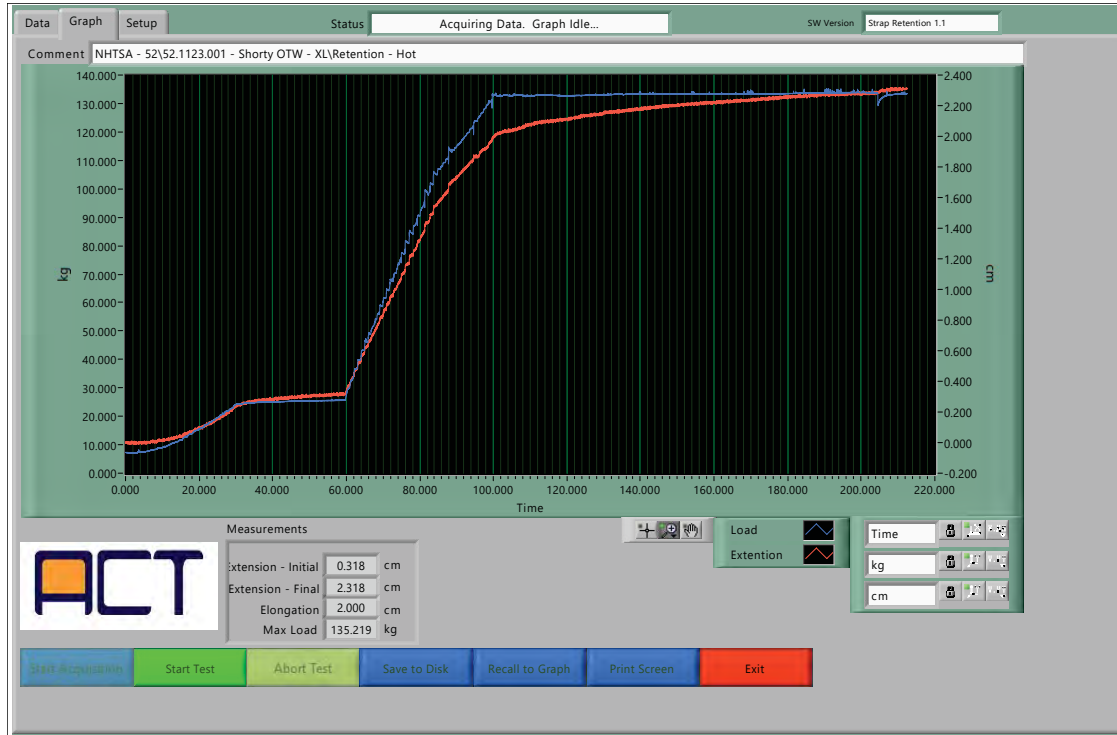 Data Graph Setup Status Acquiring Data. Graph Idle... SW Version Strap Retention 1.1
Comment NHTSA - 52\52.1123.001 - Shorty OTW - XL\Retention - Hot
140.000 2.400
130.000 2.200
120.000 2.000
110.000 1.800
100.000 1.600
90.000 1.400
80.000 1.200
kg cm
70.000 1.000
60.000 0.800
50.000 0.600
40.000 0.400
30.000 0.200
20.000 0.000
10.000 -0.200
0.000
0.000 20.000 40.000 60.000 80.000 100.000 120.000 140.000 160.000 180.000 200.000 220.000
Time
Measurements
Extension - Initial 0.318 cm
Extension - Final 2.318 cm
Elongation 2.000 cm
Max Load 135.219 kg
Load
Extention
Time
kg
cm
ACT
Start Acquisition Start Test Abort Test Save to Disk Recall to Graph Print Screen Exit